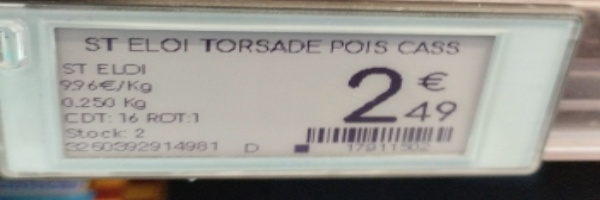 ST ELOI TORSADE POIS CASS
ST ELOI
9.96€/Kg
0.250 Kg
CDT: 16 ROT:1
Stock: 2
2 € 49
3250392914981 D